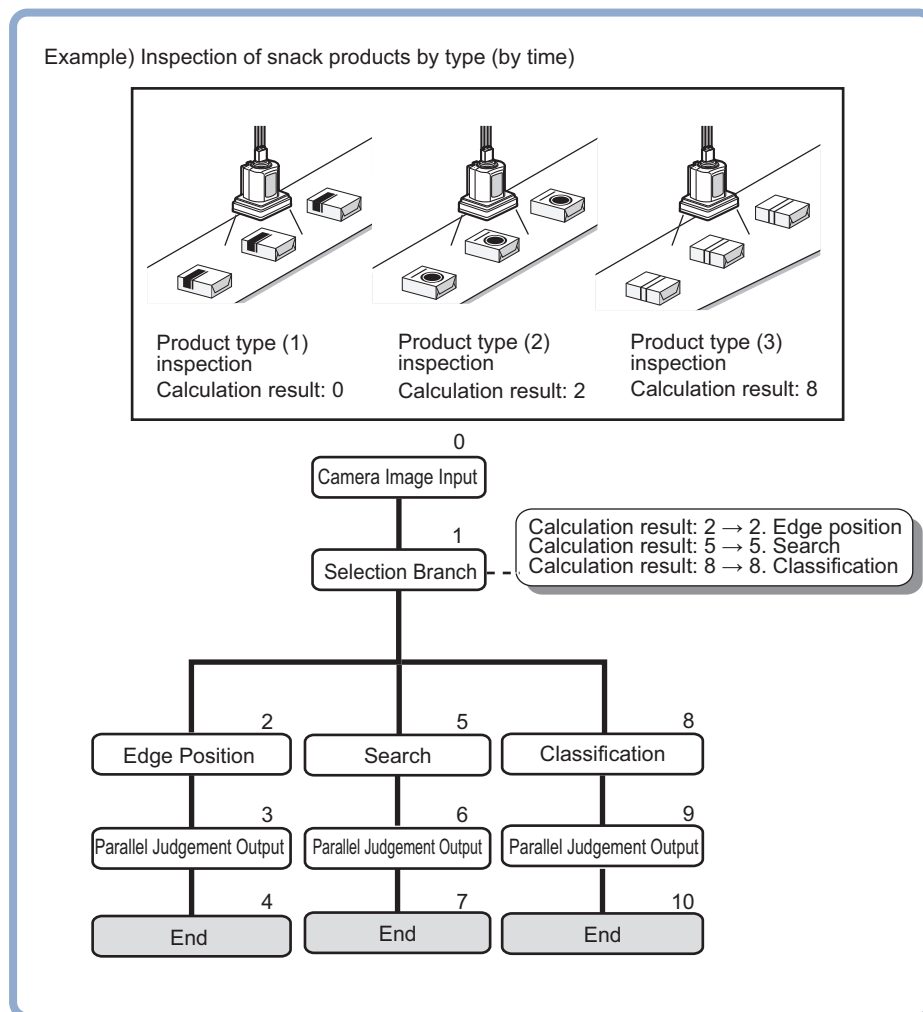 Example) Inspection of snack products by type (by time)
Product type (1)
inspection
Calculation result: 0
Product type (2)
inspection
Calculation result: 2
Product type (3)
inspection
Calculation result: 8
0
Camera Image Input
1
Selection Branch
Calculation result: 2 → 2. Edge position
Calculation result: 5 → 5. Search
Calculation result: 8 → 8. Classification
2
Edge Position
5
Search
8
Classification
3
Parallel Judgement Output
6
Parallel Judgement Output
9
Parallel Judgement Output
4
End
7
End
10
End